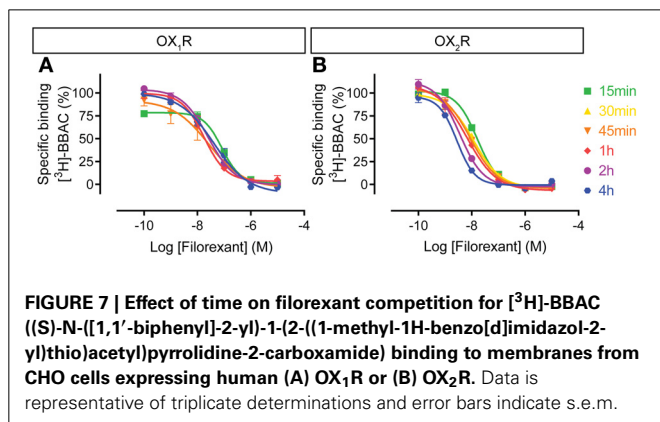 OX₁R
OX₂R
A
B
Specific binding
[³H]-BBAC (%)
100
75
50
25
0
-10
-8
-6
-4
Log [Filorexant] (M)
Specific binding
[³H]-BBAC (%)
100
75
50
25
0
-10
-8
-6
-4
Log [Filorexant] (M)
15min
30min
45min
1h
2h
4h
FIGURE 7 | Effect of time on filorexant competition for [³H]-BBAC
((S)-N-([1,1′-biphenyl]-2-yl)-1-(2-((1-methyl-1H-benzo[d]imidazol-2-
yl)thio)acetyl)pyrrolidine-2-carboxamide) binding to membranes from
CHO cells expressing human (A) OX₁R or (B) OX₂R. Data is
representative of triplicate determinations and error bars indicate s.e.m.